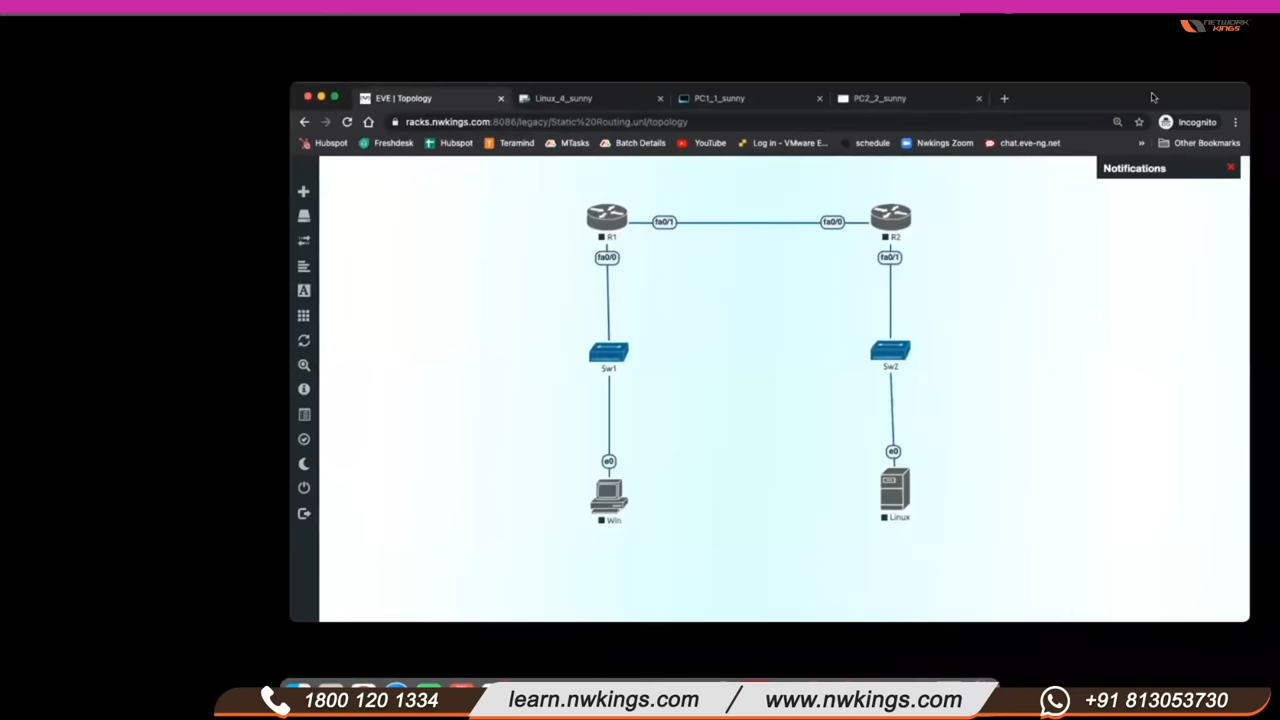 NETWORK
KINGS
EVE | Topology
Linux_4_sunny
PC1_1_sunny
PC2_2_sunny
racks.nwkings.com:8086/legacy/Static%20Routing.unl/topology
Incognito
Hubspot
Freshdesk
Hubspot
Teramind
MTasks
Batch Details
YouTube
Log in - VMware E...
schedule
Nwkings Zoom
chat.eve-ng.net
»
Other Bookmarks
Notifications
fa0/1
fa0/0
R1
R2
fa0/0
fa0/1
Sw1
Sw2
e0
e0
Win
Linux
1800 120 1334
learn.nwkings.com / www.nwkings.com
+91 813053730